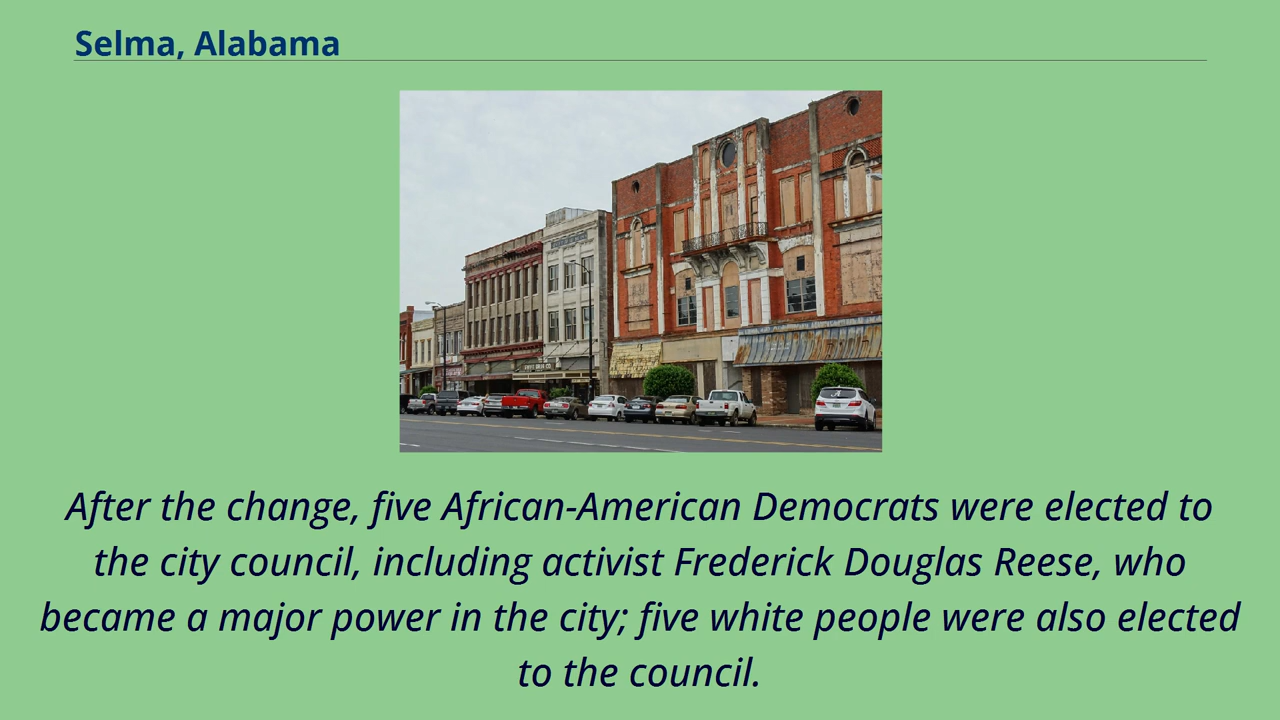 Selma, Alabama
After the change, five African-American Democrats were elected to
the city council, including activist Frederick Douglas Reese, who
became a major power in the city; five white people were also elected
to the council.